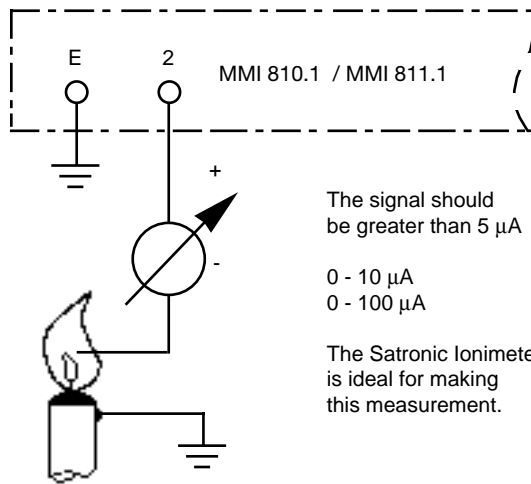 E 2 MMI 810.1 / MMI 811.1
+
-
The signal should
be greater than 5 μA
0 - 10 μA
0 - 100 μA
The Satronic Ionimete
is ideal for making
this measurement.